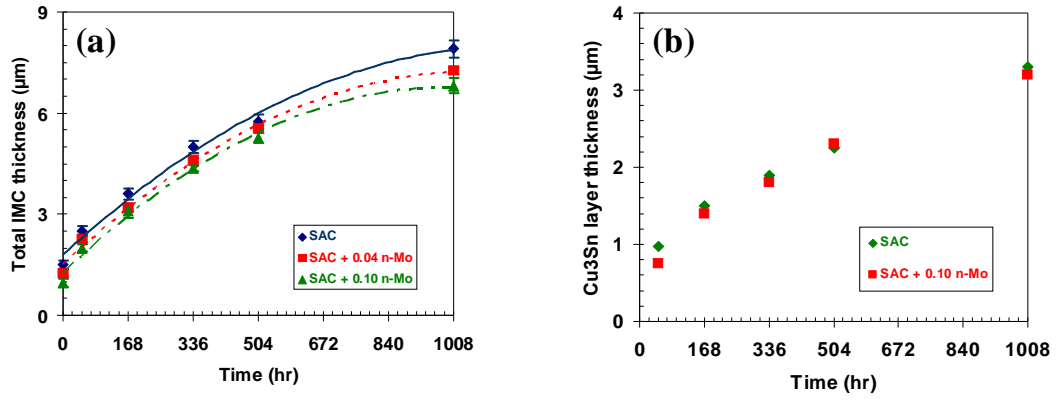 (a)
Total IMC thickness (μm)
9
6
3
0
SAC
SAC + 0.04 n-Mo
SAC + 0.10 n-Mo
0 168 336 504 672 840 1008
Time (hr)
(b)
Cu3Sn layer thickness (μm)
4
3
2
1
0
SAC
SAC + 0.10 n-Mo
0 168 336 504 672 840 1008
Time (hr)